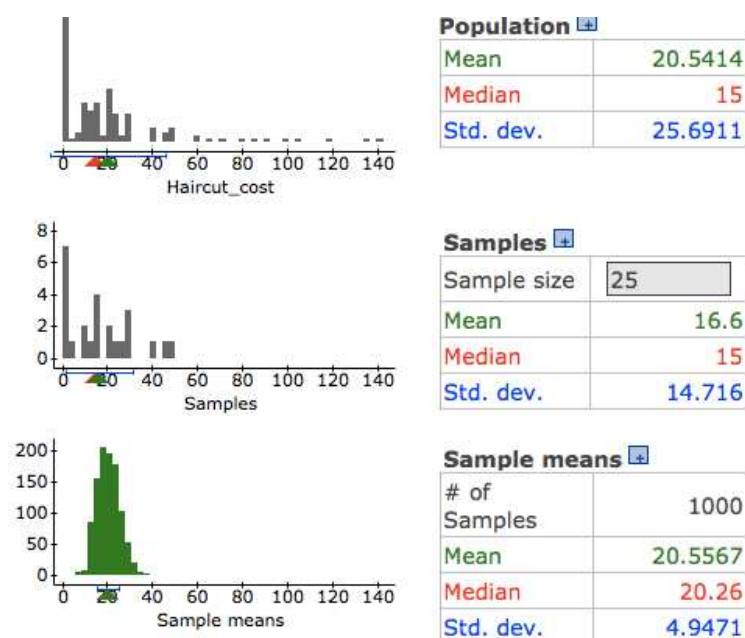 Population +
Mean 20.5414
Median 15
Std. dev. 25.6911
0 20 40 60 80 100 120 140
Haircut_cost
8
6
4
2
0
0 20 40 60 80 100 120 140
Samples
Samples +
Sample size 25
Mean 16.6
Median 15
Std. dev. 14.716
200
150
100
50
0
0 20 40 60 80 100 120 140
Sample means
Sample means +
# of
Samples 1000
Mean 20.5567
Median 20.26
Std. dev. 4.9471